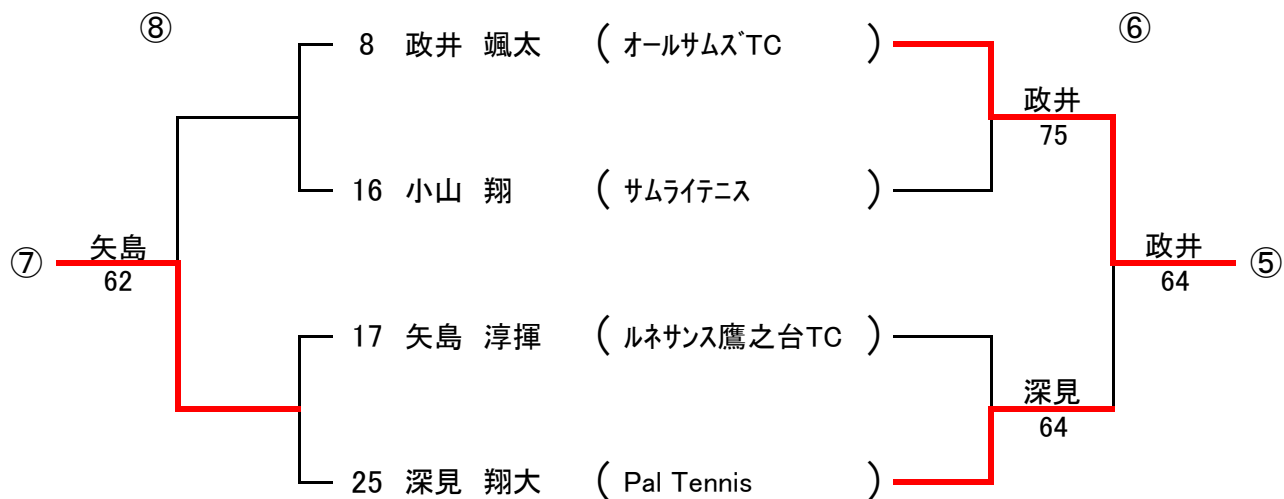 ⑧
⑥
8 政井 颯太 ( オールサムズTC )
政井
75
16 小山 翔 ( サムライテニス )
⑦
矢島
62
政井
64
⑤
17 矢島 淳揮 ( ルネサンス鷹之台TC )
深見
64
25 深見 翔大 ( Pal Tennis )